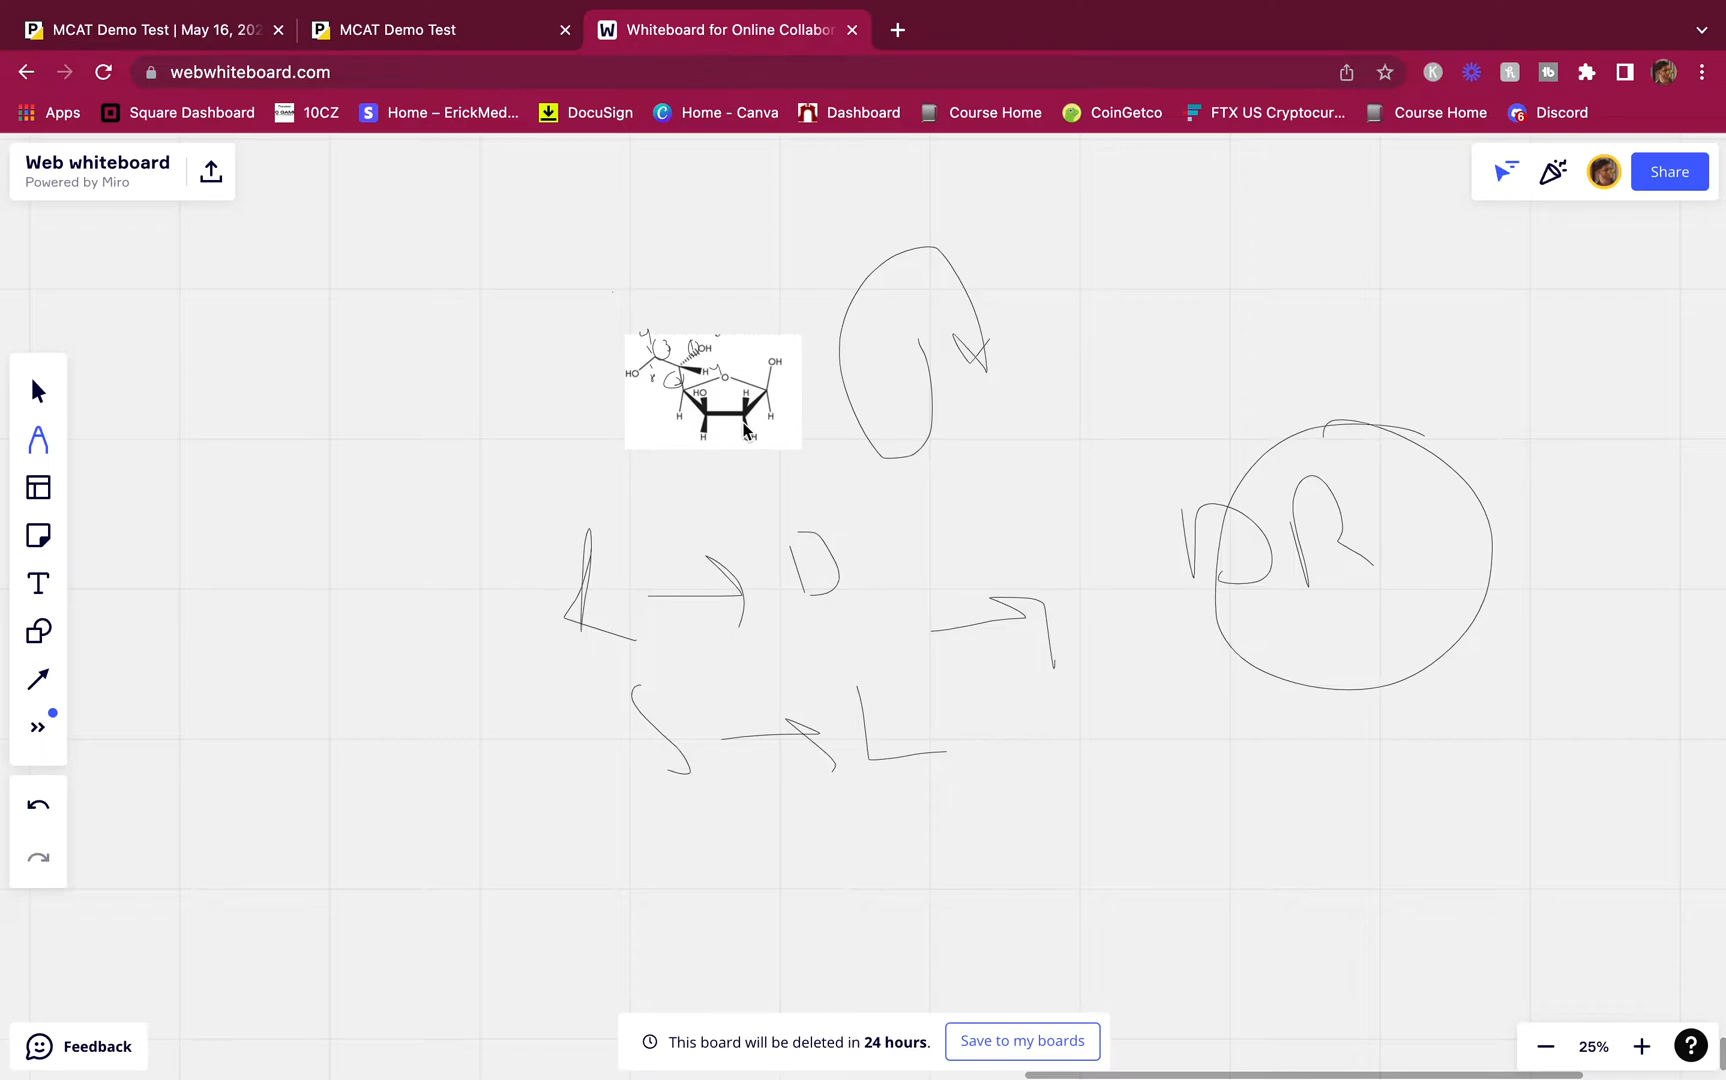 MCAT Demo Test | May 16, 202
MCAT Demo Test
Whiteboard for Online Collabor
webwhiteboard.com
Apps
Square Dashboard
10CZ
Home – ErickMed...
DocuSign
Home - Canva
Dashboard
Course Home
CoinGetco
FTX US Cryptocur...
Course Home
Discord
Web whiteboard
Powered by Miro
Share
OH
HO
H
O
OH
HO
H
H
H
H
R → D
S → L
D R
Feedback
This board will be deleted in 24 hours.
Save to my boards
25%